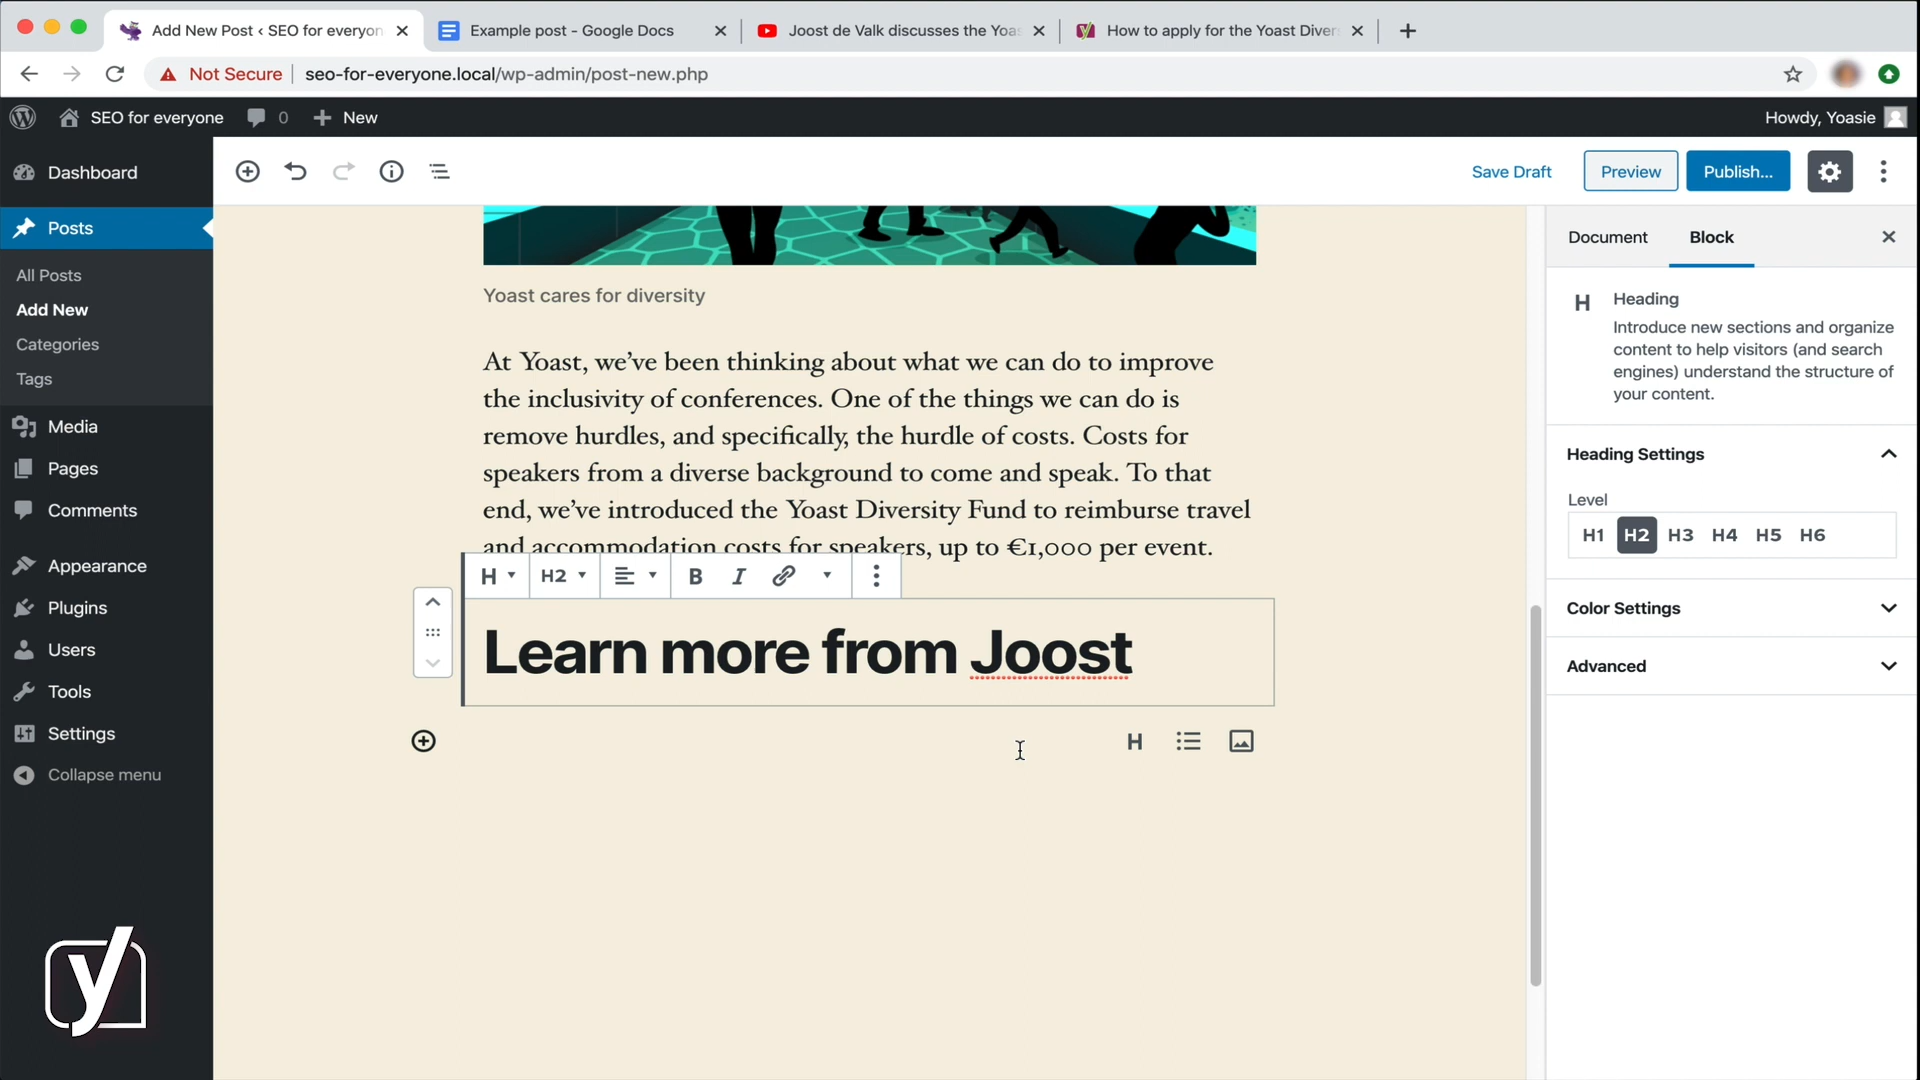 Add New Post ‹ SEO for everyon
Example post - Google Docs
Joost de Valk discusses the Yoa
How to apply for the Yoast Diver
Not Secure
seo-for-everyone.local/wp-admin/post-new.php
SEO for everyone
0
New
Howdy, Yoasie
Dashboard
Posts
All Posts
Add New
Categories
Tags
Media
Pages
Comments
Appearance
Plugins
Users
Tools
Settings
Collapse menu
Save Draft
Preview
Publish...
Yoast cares for diversity
At Yoast, we’ve been thinking about what we can do to improve
the inclusivity of conferences. One of the things we can do is
remove hurdles, and specifically, the hurdle of costs. Costs for
speakers from a diverse background to come and speak. To that
end, we’ve introduced the Yoast Diversity Fund to reimburse travel
and accommodation costs for speakers, up to €1,000 per event.
H H2 B I
Learn more from Joost
H
Document
Block
H
Heading
Introduce new sections and organize
content to help visitors (and search
engines) understand the structure of
your content.
Heading Settings
Level
H1 H2 H3 H4 H5 H6
Color Settings
Advanced
y